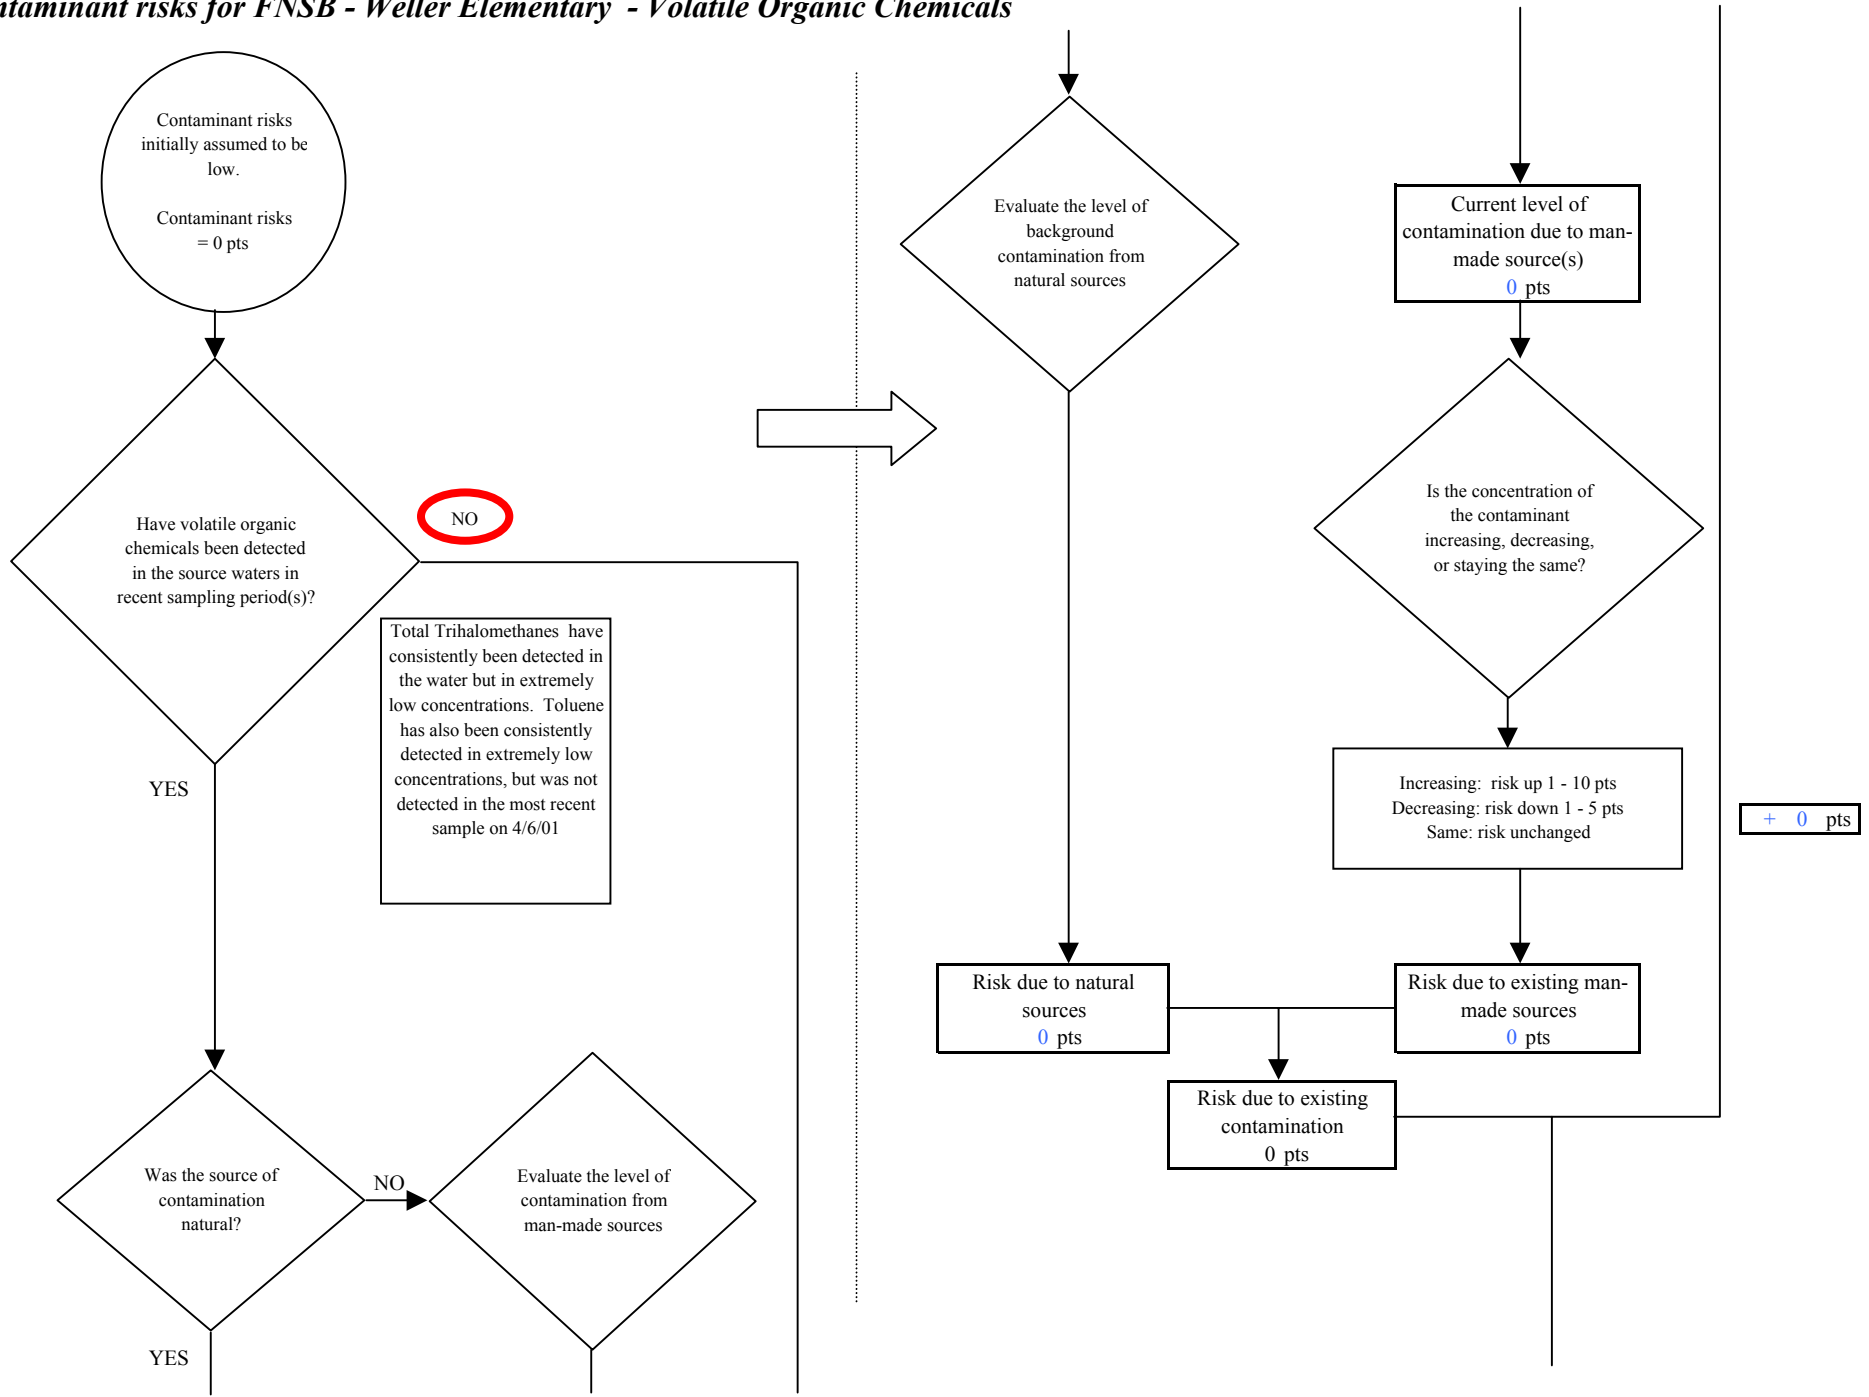 ntaminant risks for FNSB - Weller Elementary - Volatile Organic Chemicals
Contaminant risks
initially assumed to be
low.
Contaminant risks
= 0 pts
Have volatile organic
chemicals been detected
in the source waters in
recent sampling period(s)?
NO
Total Trihalomethanes have
consistently been detected in
the water but in extremely
low concentrations. Toluene
has also been consistently
detected in extremely low
concentrations, but was not
detected in the most recent
sample on 4/6/01
YES
Was the source of
contamination
natural?
NO
Evaluate the level of
contamination from
man-made sources
YES
Evaluate the level of
background
contamination from
natural sources
Current level of
contamination due to man-
made source(s)
0 pts
Is the concentration of
the contaminant
increasing, decreasing,
or staying the same?
Increasing: risk up 1 - 10 pts
Decreasing: risk down 1 - 5 pts
Same: risk unchanged
+ 0 pts
Risk due to natural
sources
0 pts
Risk due to existing man-
made sources
0 pts
Risk due to existing
contamination
0 pts